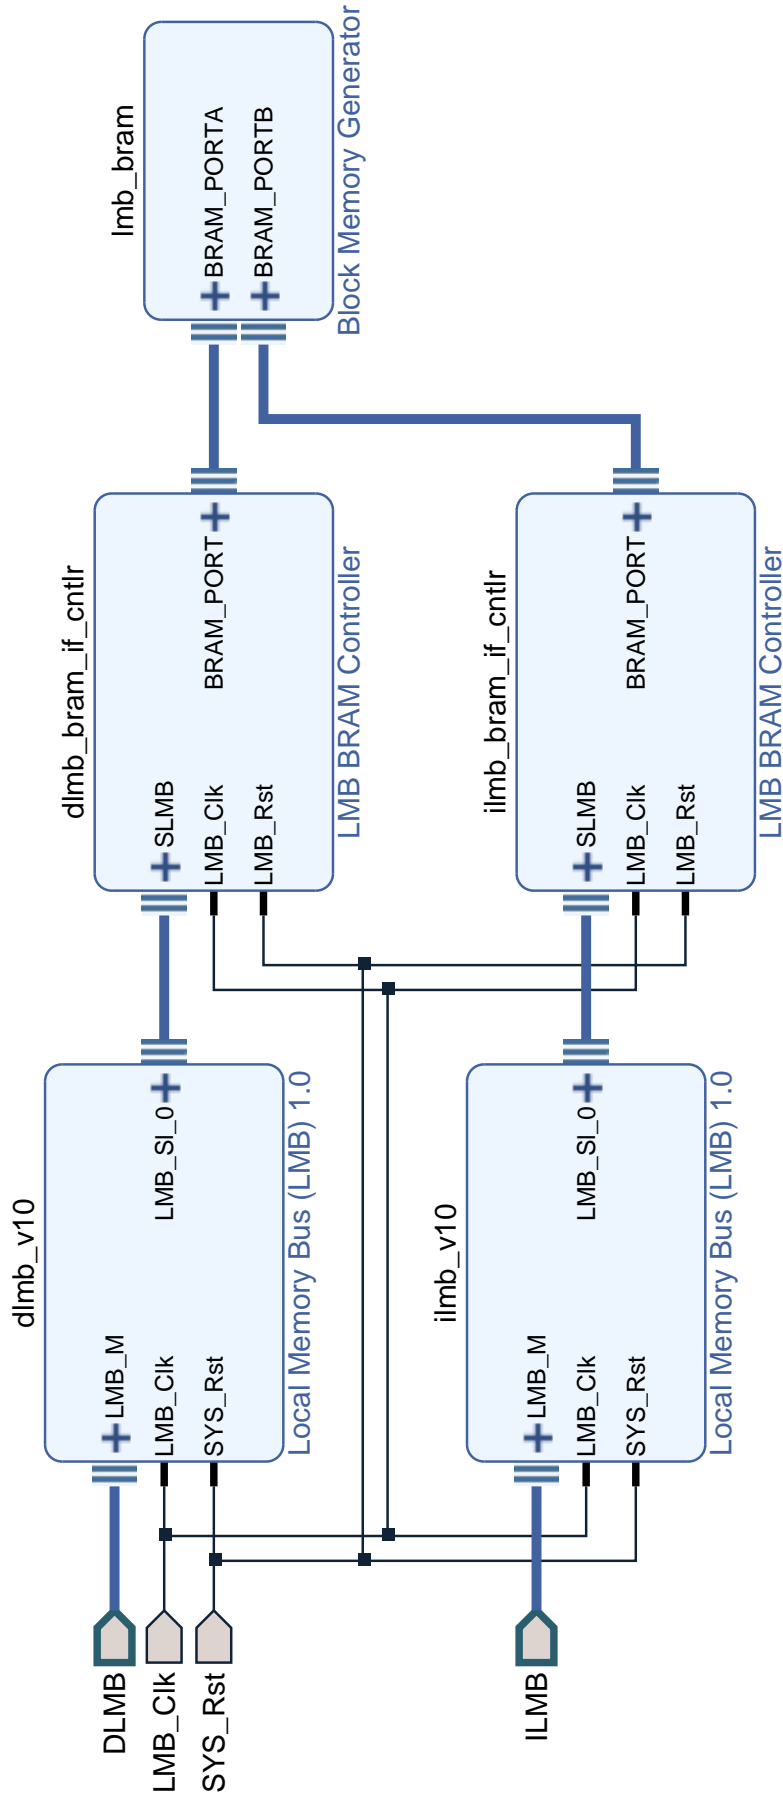 DLMB
LMB_Clk
SYS_Rst
ILMB
dlmb_v10
LMB_M
LMB_Clk
SYS_Rst
LMB_Sl_0
Local Memory Bus (LMB) 1.0
ilmb_v10
LMB_M
LMB_Clk
SYS_Rst
LMB_Sl_0
Local Memory Bus (LMB) 1.0
dlmb_bram_if_cntlr
SLMB
LMB_Clk
LMB_Rst
BRAM_PORT
LMB BRAM Controller
ilmb_bram_if_cntlr
SLMB
LMB_Clk
LMB_Rst
BRAM_PORT
LMB BRAM Controller
lmb_bram
BRAM_PORTA
BRAM_PORTB
Block Memory Generator